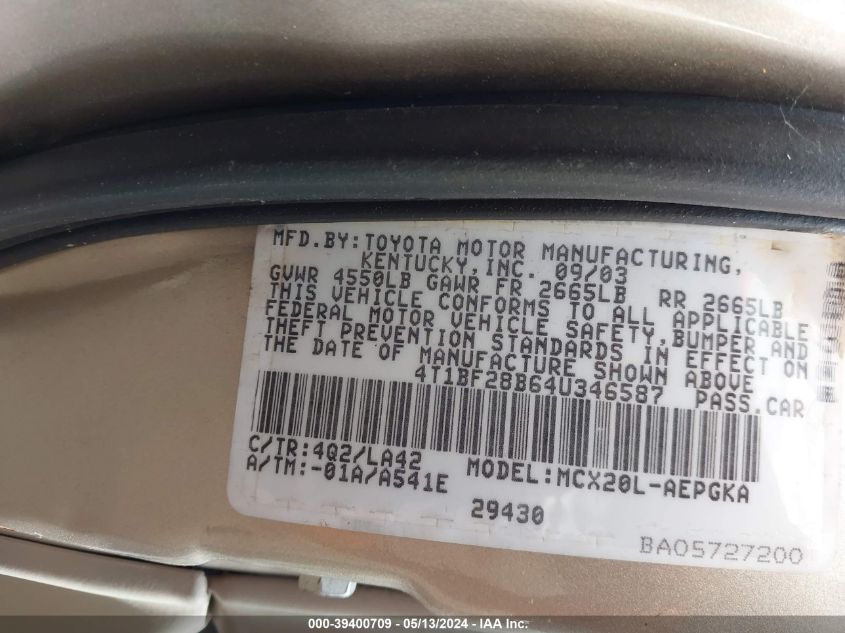 MFD.BY:TOYOTA MOTOR MANUFACTURING,
KENTUCKY,INC. 09/03
GVWR 4550LB GAWR FR 2665LB RR 2665LB
THIS VEHICLE CONFORMS TO ALL APPLICABLE
FEDERAL MOTOR VEHICLE SAFETY,BUMPER AND
THEFT PREVENTION STANDARDS IN EFFECT ON
THE DATE OF MANUFACTURE SHOWN ABOVE
4T1BF28B64U346587 PASS.CAR
C/TR:4Q2/LA42
A/TM:-01A/A541E MODEL:MCX20L-AEPGKA
29430
BA05727200
000-39400709 - 05/13/2024 - IAA Inc.